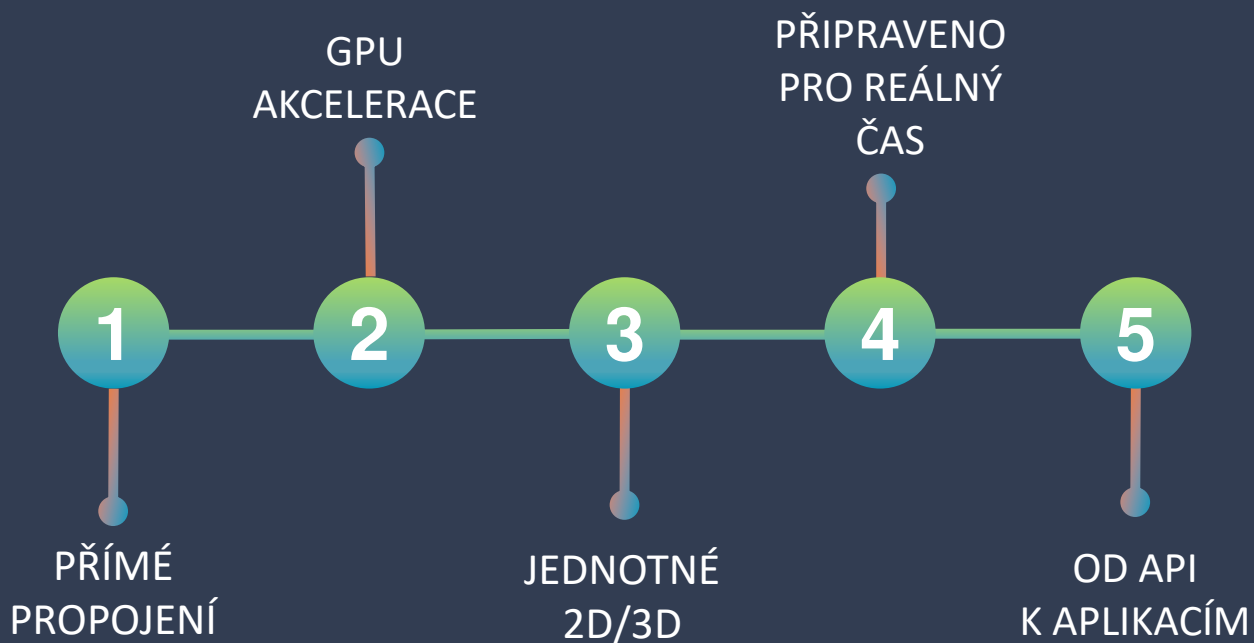 GPU
AKCELERACE
PŘIPRAVENO
PRO REÁLNÝ
ČAS
1
2
3
4
5
PŘÍMÉ
PROPOJENÍ
JEDNOTNÉ
2D/3D
OD API
K APLIKACÍM